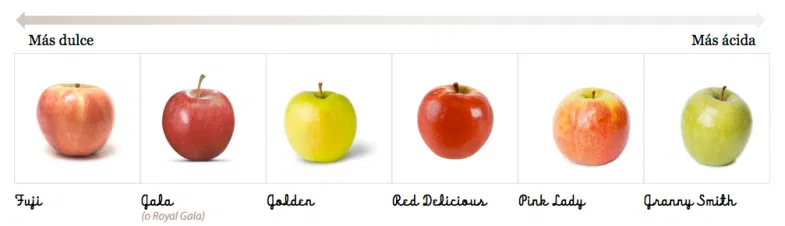 Más dulce
Más ácida
Fuji
Gala
(o Royal Gala)
Golden
Red Delicious
Pink Lady
Granny Smith